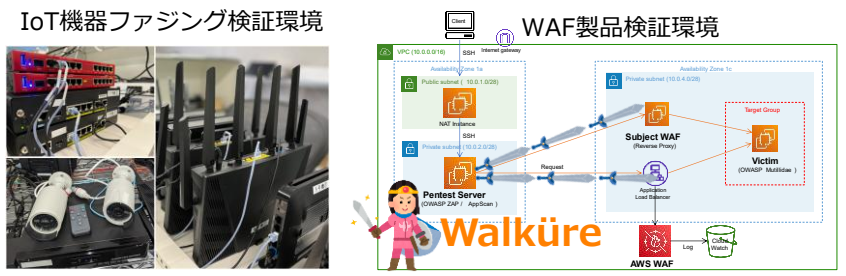 IoT機器ファジング検証環境
WAF製品検証環境
Client
SSH
Internet gateway
VPC (10.0.0.0/16)
Availability Zone 1a
Public subnet ( 10.0.1.0/28)
NAT Instance
SSH
Private subnet (10.0.2.0/28)
Pentest Server
(OWASP ZAP / AppScan )
Request
Availability Zone 1c
Private subnet (10.0.4.0/28)
Subject WAF
(Reverse Proxy)
Target Group
Victim
(OWASP Mutillidae )
Application
Load Balancer
Walküre
AWS WAF
Log
Cloud
Watch